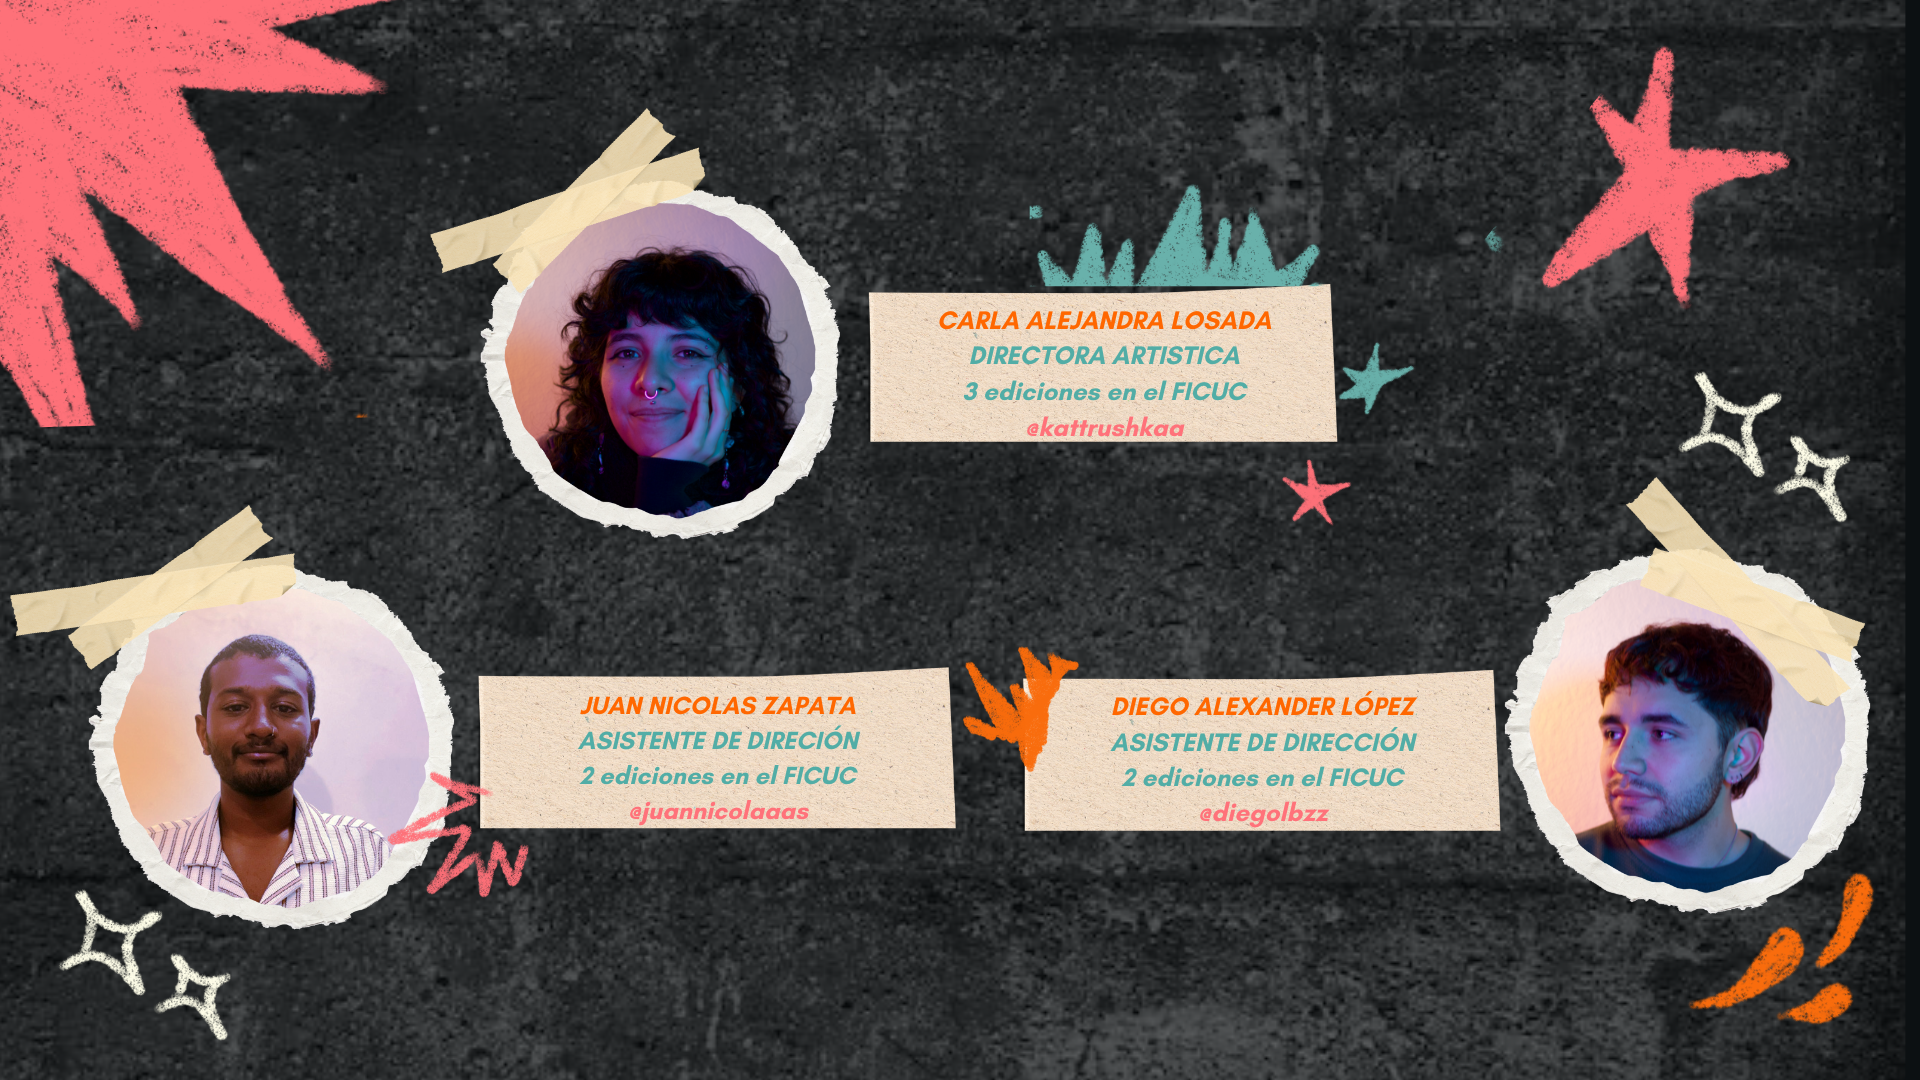 CARLA ALEJANDRA LOSADA
DIRECTORA ARTISTICA
3 ediciones en el FICUC
@kattrushkaa
JUAN NICOLAS ZAPATA
ASISTENTE DE DIRECIÓN
2 ediciones en el FICUC
@juannicolaaas
DIEGO ALEXANDER LÓPEZ
ASISTENTE DE DIRECCIÓN
2 ediciones en el FICUC
@diegolbzz